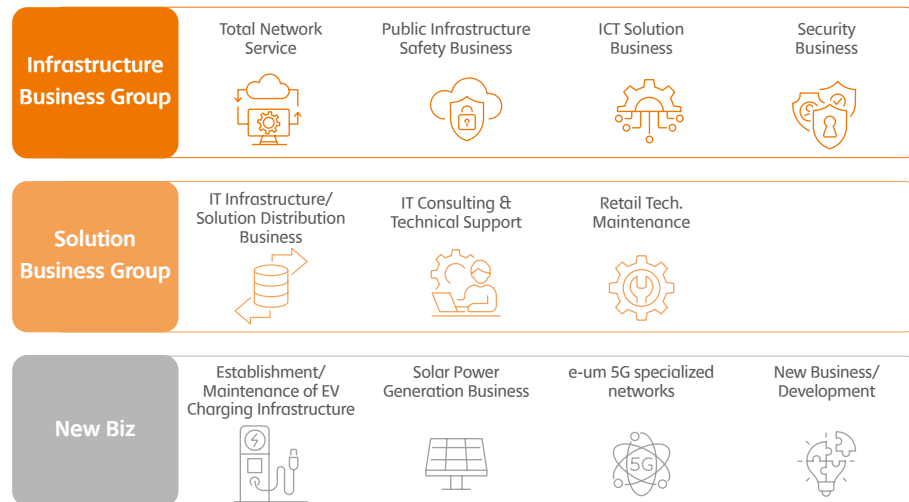 Infrastructure
Business Group
Total Network
Service
Public Infrastructure
Safety Business
ICT Solution
Business
Security
Business
Solution
Business Group
IT Infrastructure/
Solution Distribution
Business
IT Consulting &
Technical Support
Retail Tech.
Maintenance
New Biz
Establishment/
Maintenance of EV
Charging Infrastructure
Solar Power
Generation Business
e-um 5G specialized
networks
5G
New Business/
Development